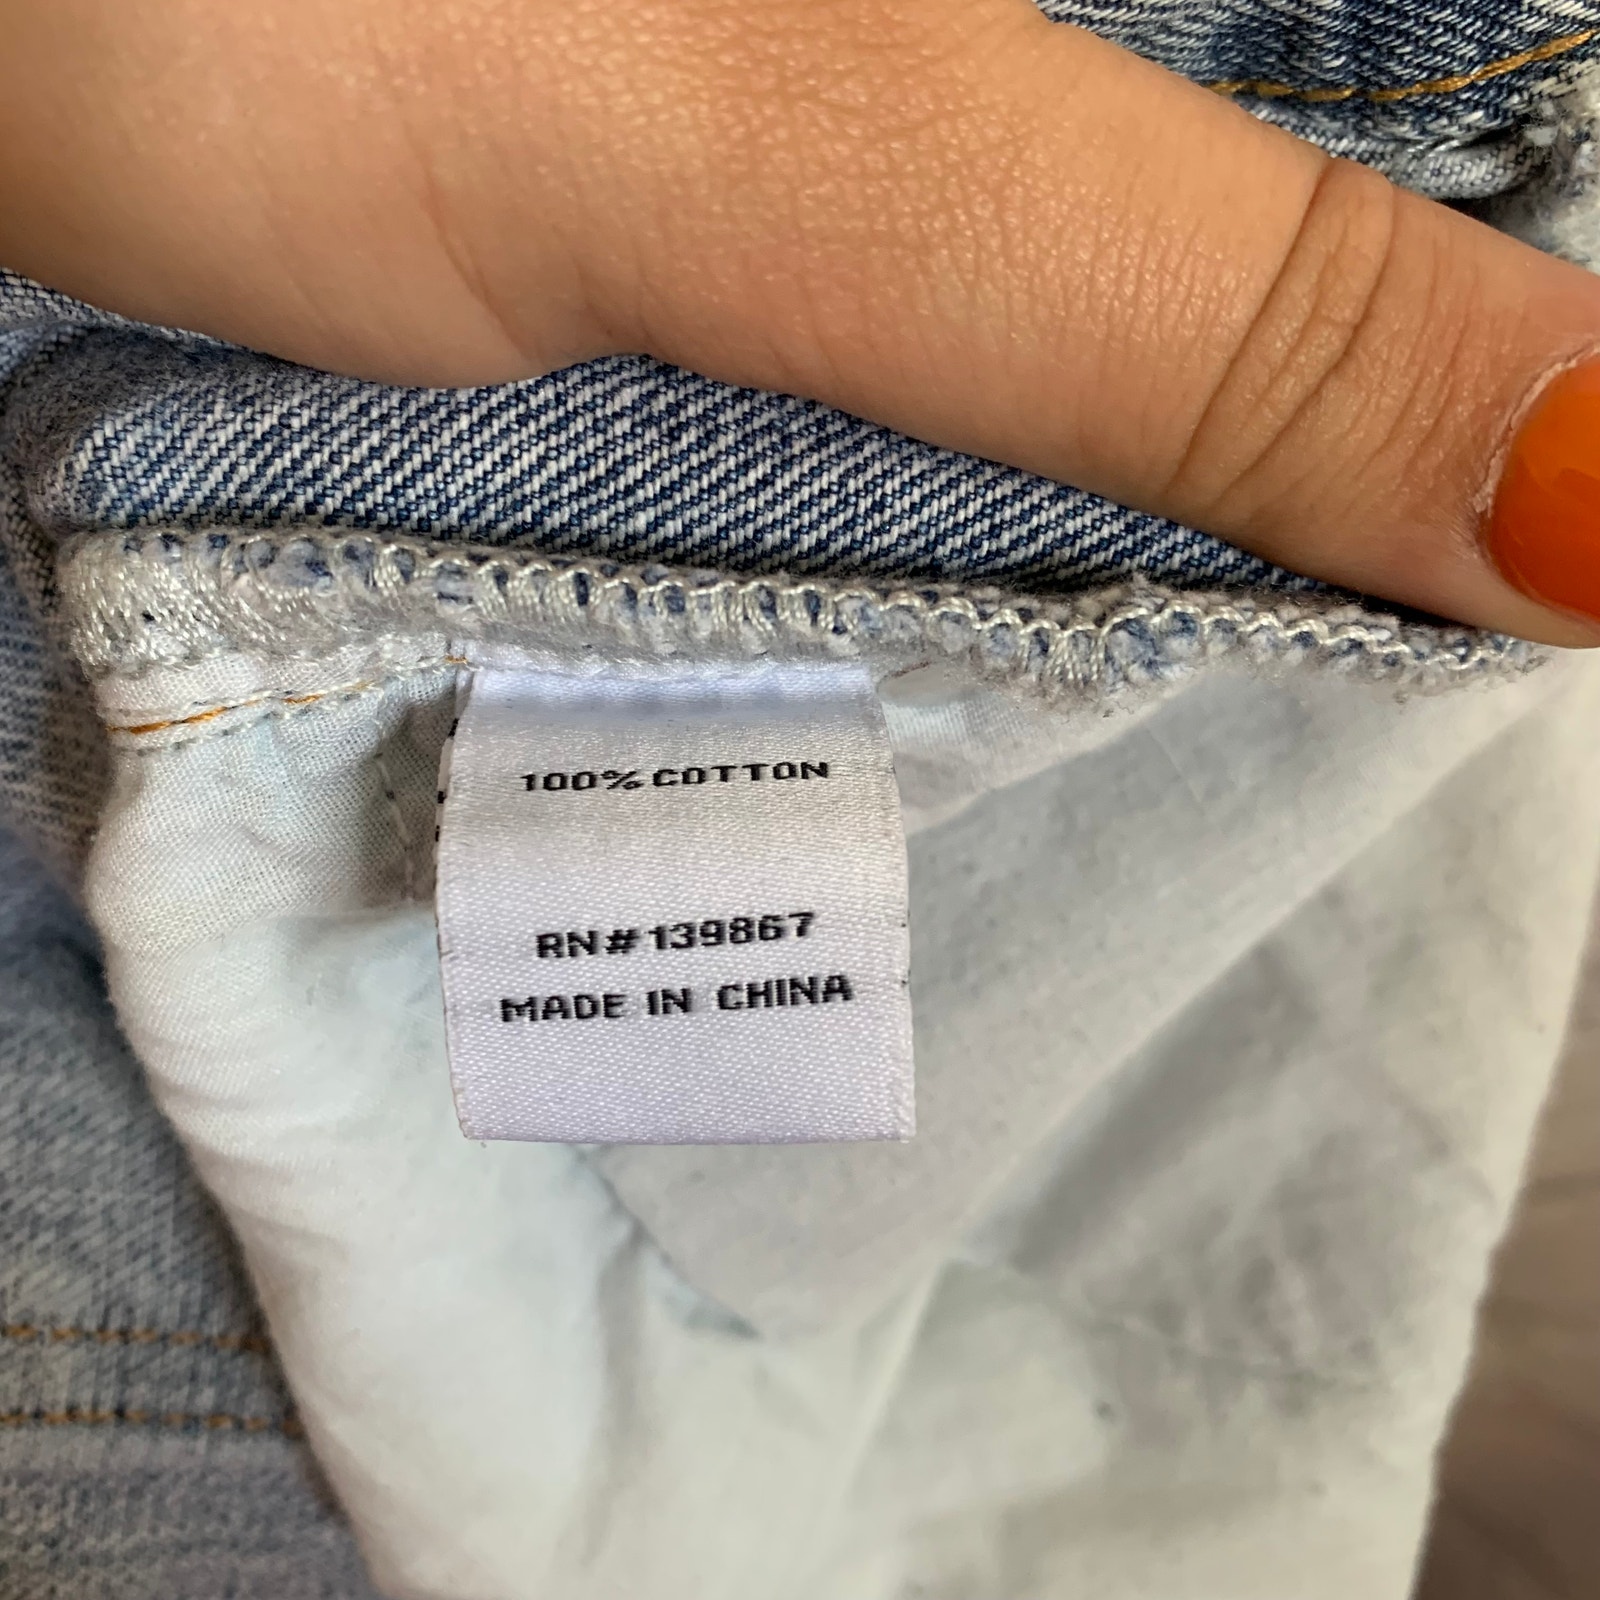 100% COTTON
RN#139867
MADE IN CHINA